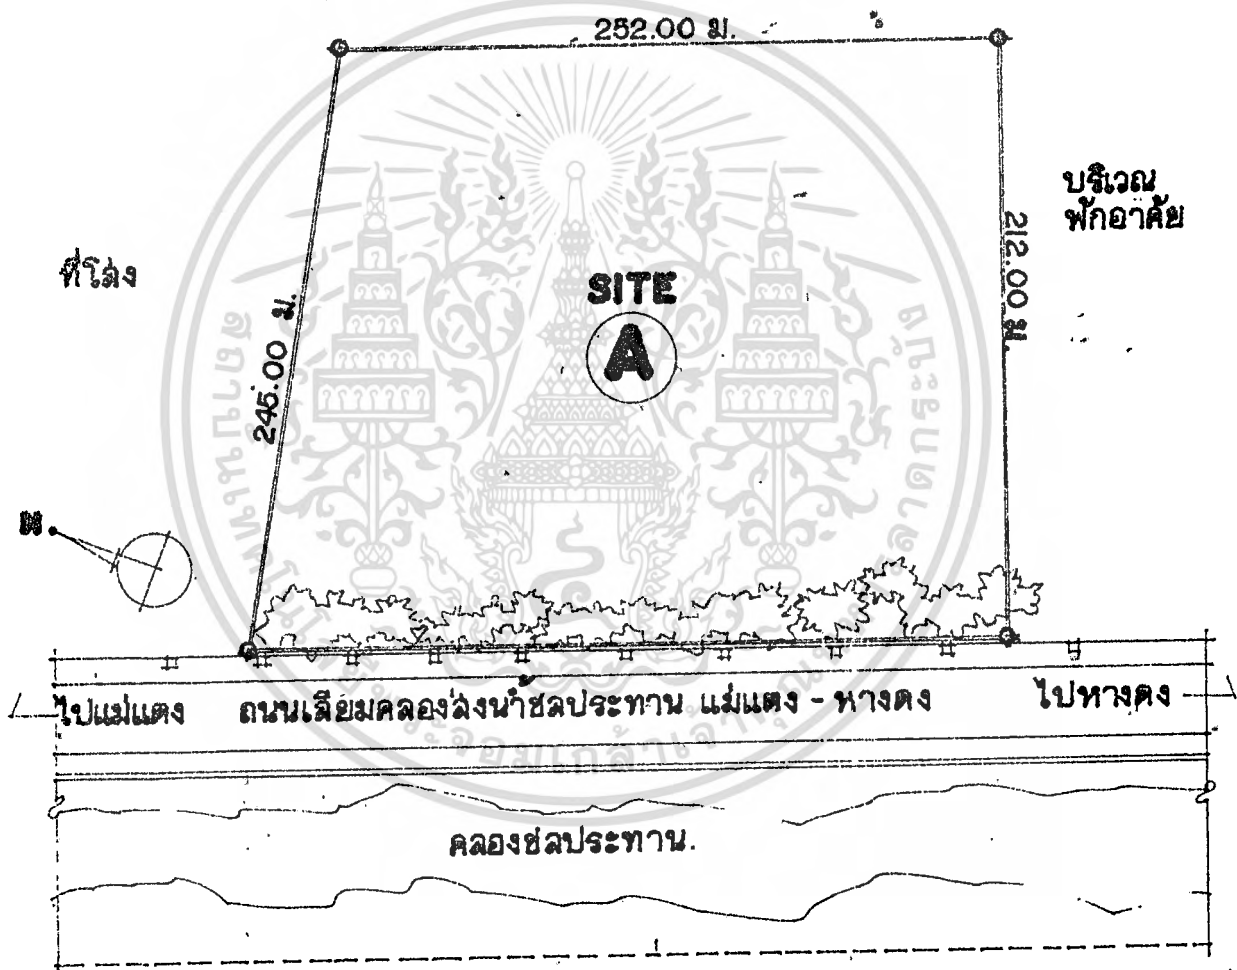 252.00 ม.
บริเวณ
พักอาศัย
212.00 ม.
ที่โล่ง
SITE
A
245.00 ม.
ไปแม่แตง
ถนนเลียบคลองส่งน้ำชลประทาน แม่แตง - หางดง
ไปหางดง
คลองชลประทาน.